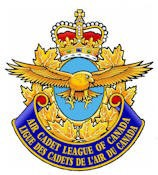 AIR CADET LEAGUE OF CANADA
LIGUE DES CADETS DE L'AIR DU CANADA